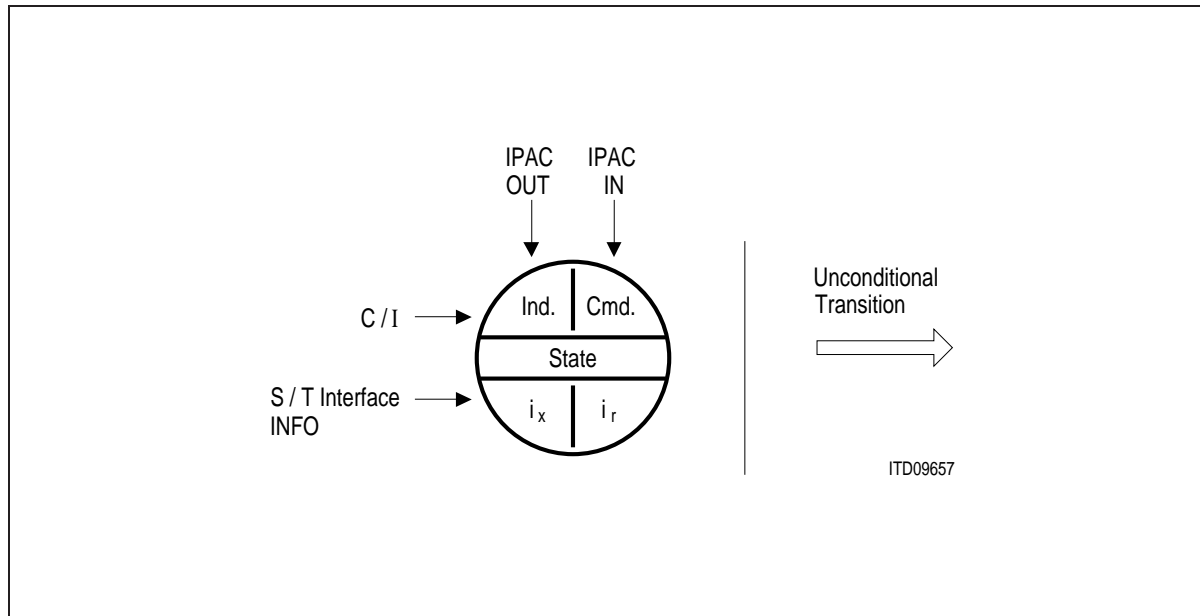 IPAC IPAC
OUT IN
Unconditional
Transition
Ind. Cmd.
C / I
State
S / T Interface
INFO
i x i r
ITD09657